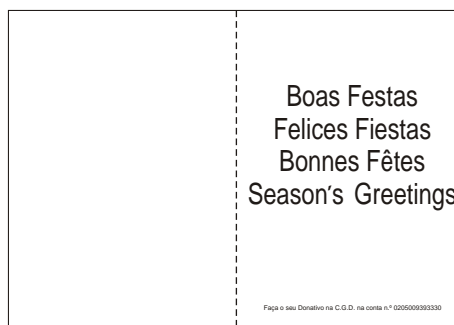 Boas Festas
Felices Fiestas
Bonnes Fêtes
Season's Greetings
Faça o seu Donativo na C.G.D. na conta n.º 0205009393330